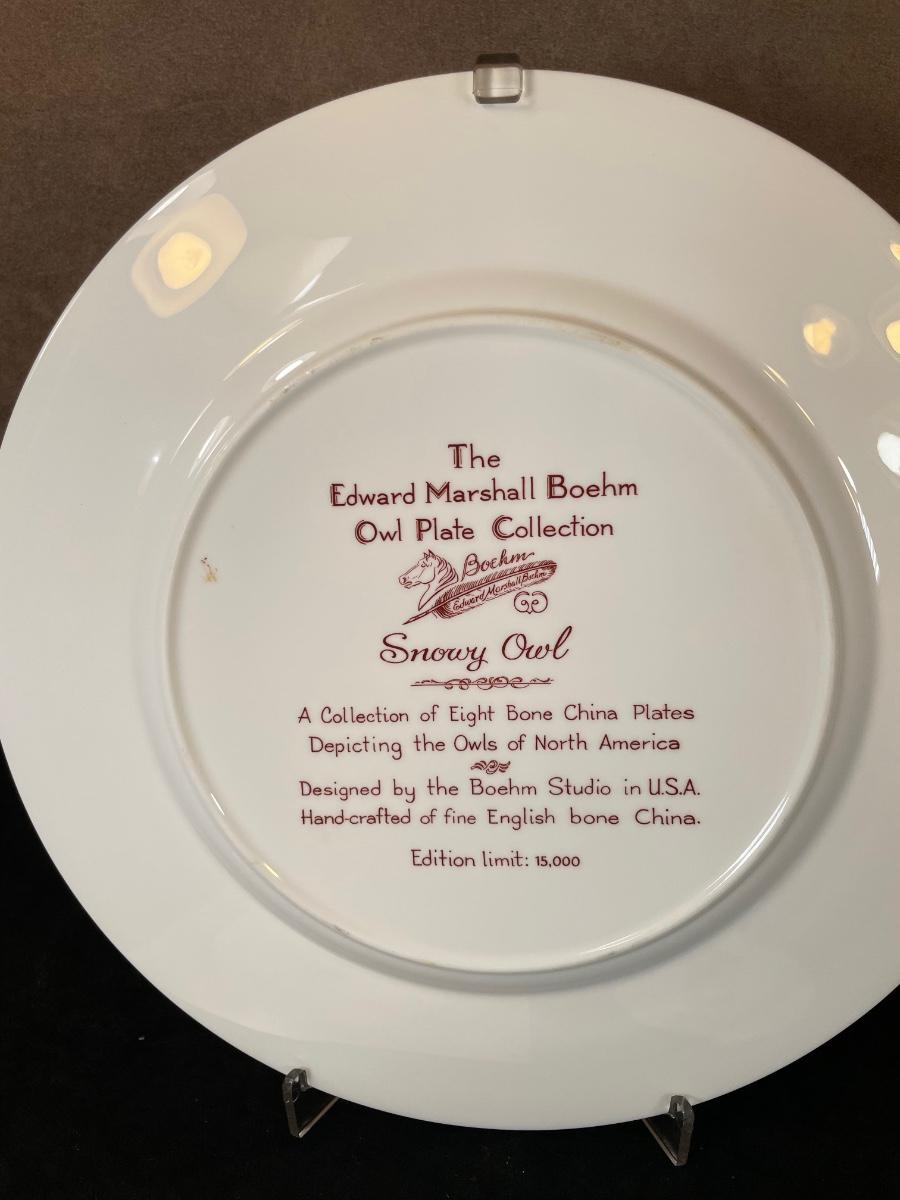 The
Edward Marshall Boehm
Owl Plate Collection
Boehm
Edward Marshall Boehm
Snowy Owl
A Collection of Eight Bone China Plates
Depicting the Owls of North America
Designed by the Boehm Studio in U.S.A.
Hand-crafted of fine English bone China.
Edition limit: 15,000